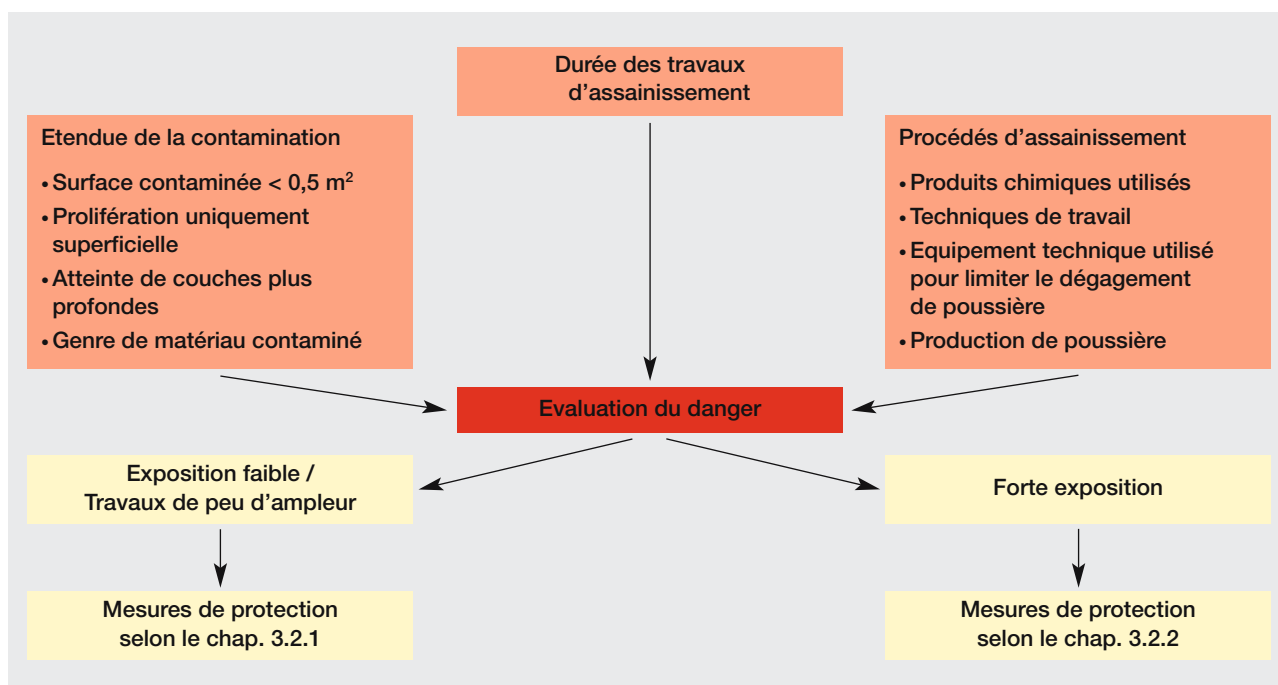 Durée des travaux
d'assainissement
Etendue de la contamination
• Surface contaminée < 0,5 m²
• Prolifération uniquement
superficielle
• Atteinte de couches plus
profondes
• Genre de matériau contaminé
Procédés d'assainissement
• Produits chimiques utilisés
• Techniques de travail
• Equipement technique utilisé
pour limiter le dégagement
de poussière
• Production de poussière
Evaluation du danger
Exposition faible /
Travaux de peu d'ampleur
Forte exposition
Mesures de protection
selon le chap. 3.2.1
Mesures de protection
selon le chap. 3.2.2